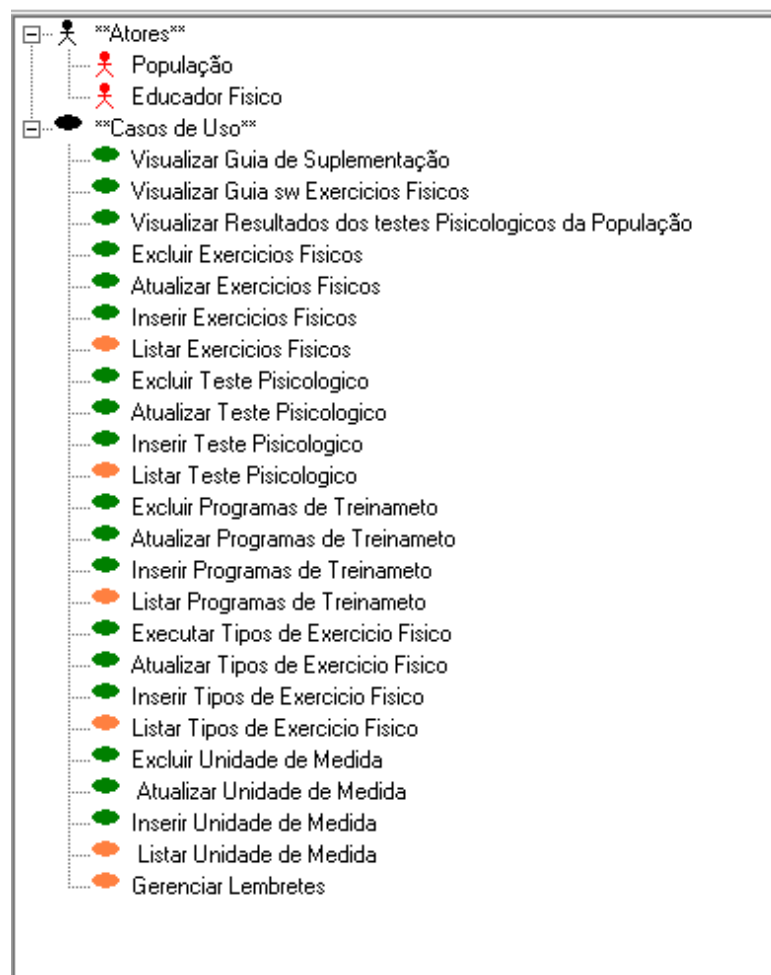 **Atores**
População
Educador Fisico
**Casos de Uso**
Visualizar Guia de Suplementação
Visualizar Guia sw Exercicios Fisicos
Visualizar Resultados dos testes Pisicologicos da População
Excluir Exercicios Fisicos
Atualizar Exercicios Fisicos
Inserir Exercicios Fisicos
Listar Exercicios Fisicos
Excluir Teste Pisicologico
Atualizar Teste Pisicologico
Inserir Teste Pisicologico
Listar Teste Pisicologico
Excluir Programas de Treinameto
Atualizar Programas de Treinameto
Inserir Programas de Treinameto
Listar Programas de Treinameto
Executar Tipos de Exercicio Fisico
Atualizar Tipos de Exercicio Fisico
Inserir Tipos de Exercicio Fisico
Listar Tipos de Exercicio Fisico
Excluir Unidade de Medida
Atualizar Unidade de Medida
Inserir Unidade de Medida
Listar Unidade de Medida
Gerenciar Lembretes